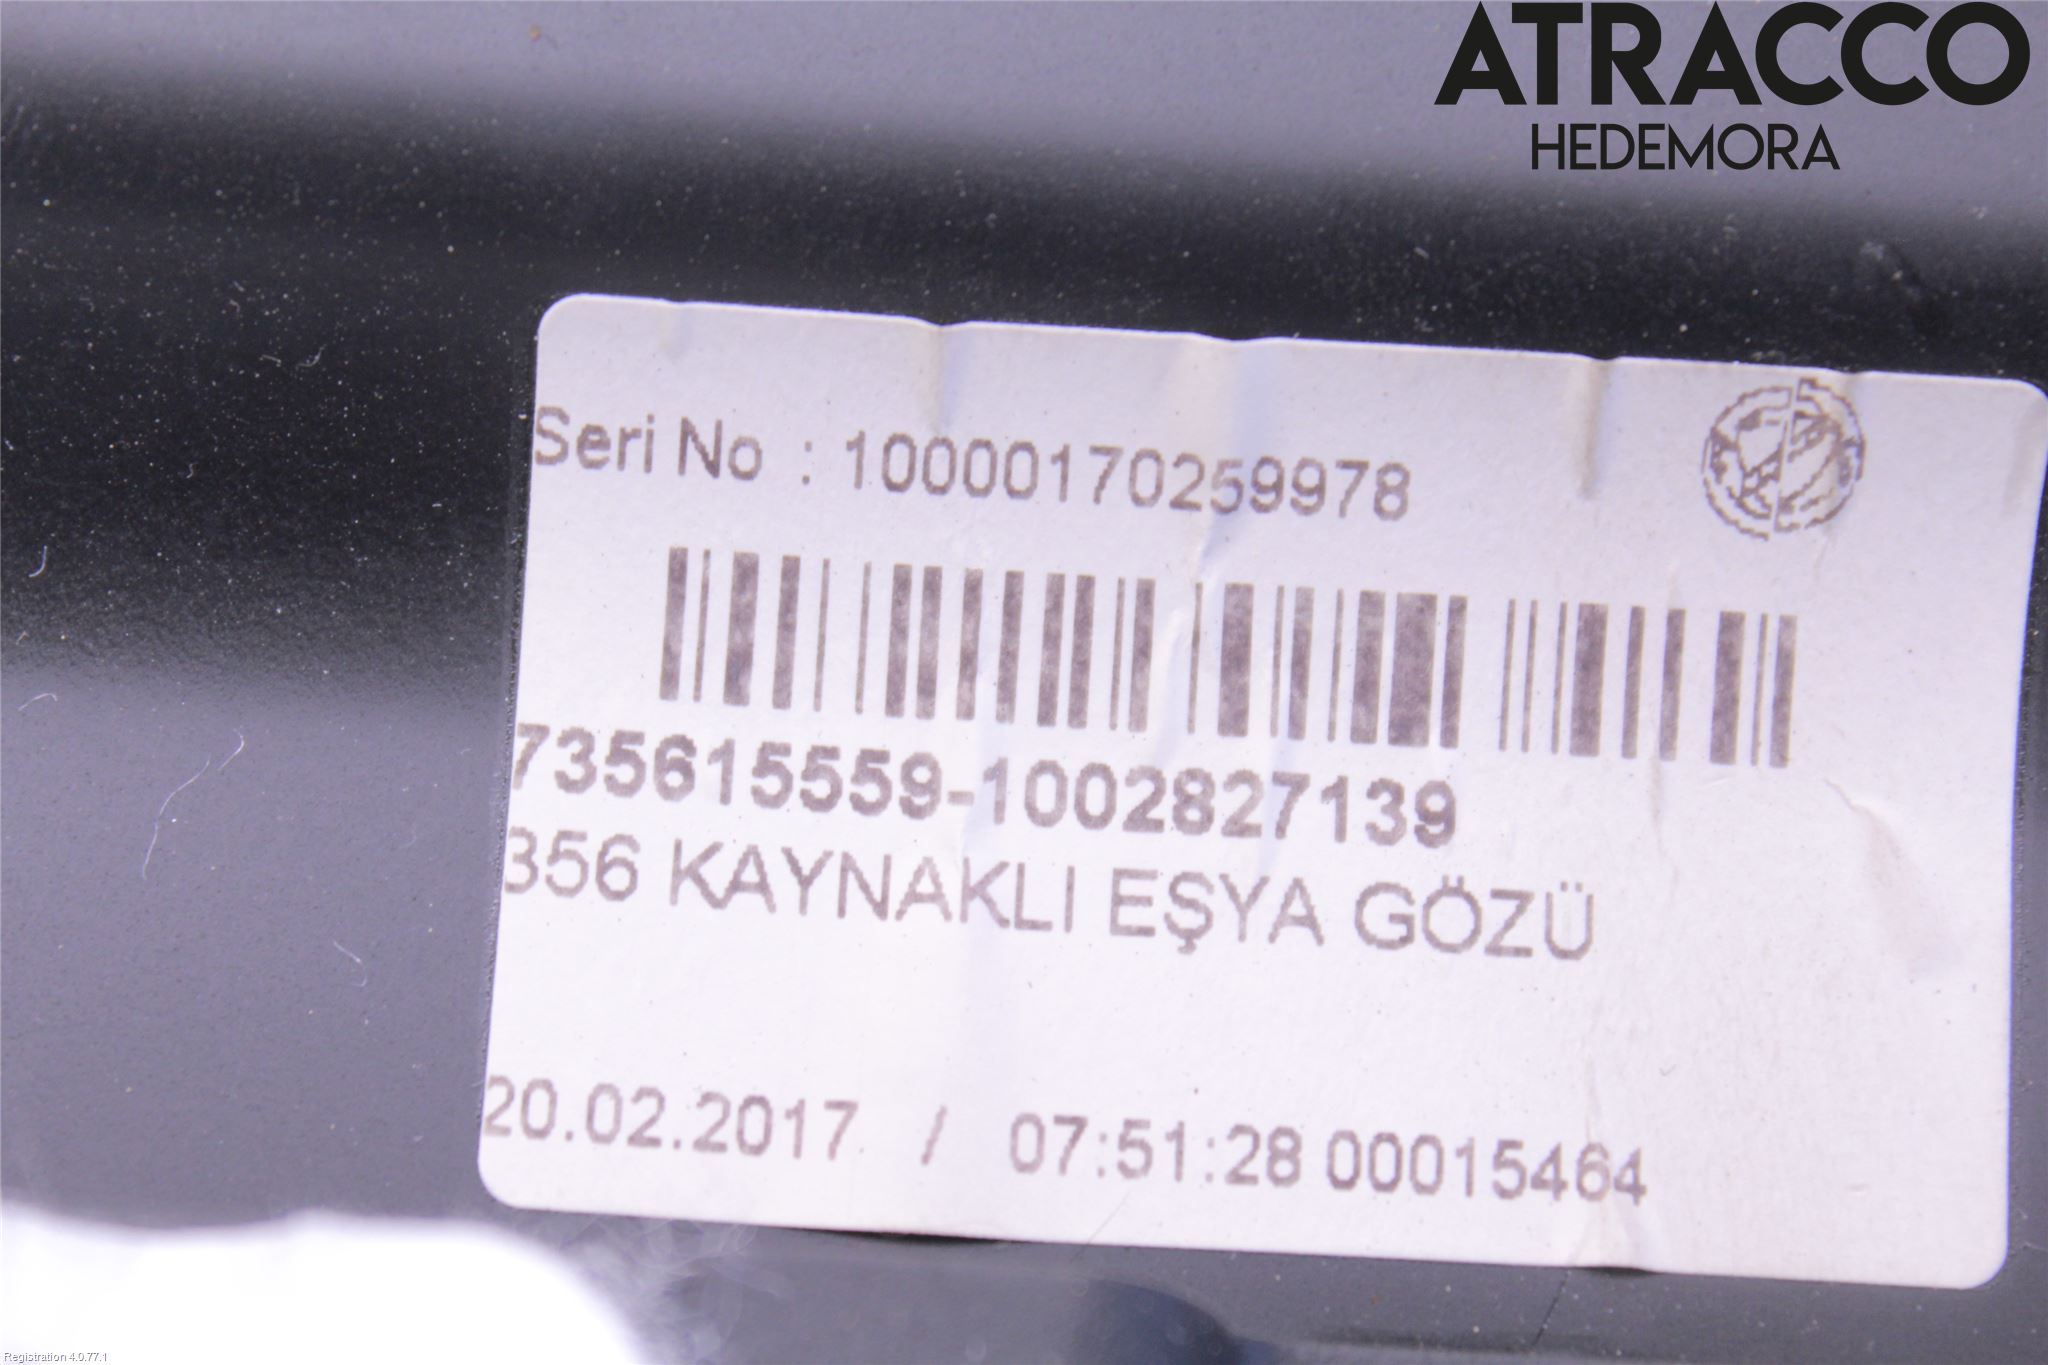 ATRACCO
HEDEMORA
Seri No : 10000170259978
735615559-1002827139
356 KAYNAKLI EŞYA GÖZÜ
20.02.2017 / 07:51:28 00015464
Registration 4.0.77.1